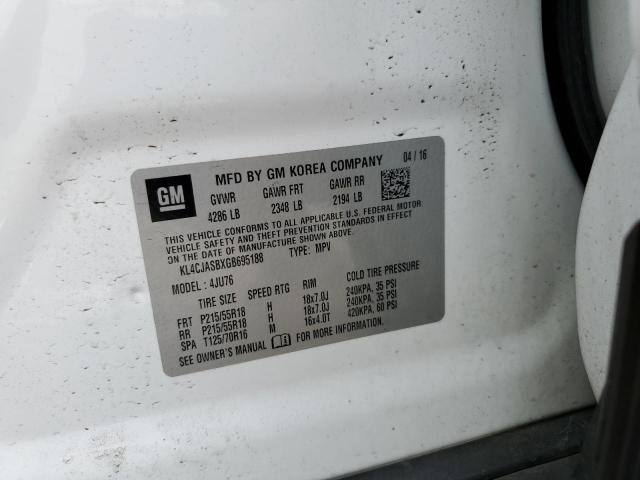 GM
MFD BY GM KOREA COMPANY 04 / 16
GVWR GAWR FRT GAWR RR
4286 LB 2348 LB 2194 LB
THIS VEHICLE CONFORMS TO ALL APPLICABLE U.S. FEDERAL MOTOR
VEHICLE SAFETY AND THEFT PREVENTION STANDARDS IN EFFECT ON
THE DATE OF MANUFACTURE SHOWN ABOVE.
KL4CJASBXGB695188 TYPE: MPV
MODEL : 4JU76
TIRE SIZE SPEED RTG RIM COLD TIRE PRESSURE
FRT P215/55R18 H 18x7.0J 240KPA, 35 PSI
RR P215/55R18 H 18x7.0J 240KPA, 35 PSI
SPA T125/70R16 M 16x4.0T 420KPA, 60 PSI
SEE OWNER'S MANUAL FOR MORE INFORMATION